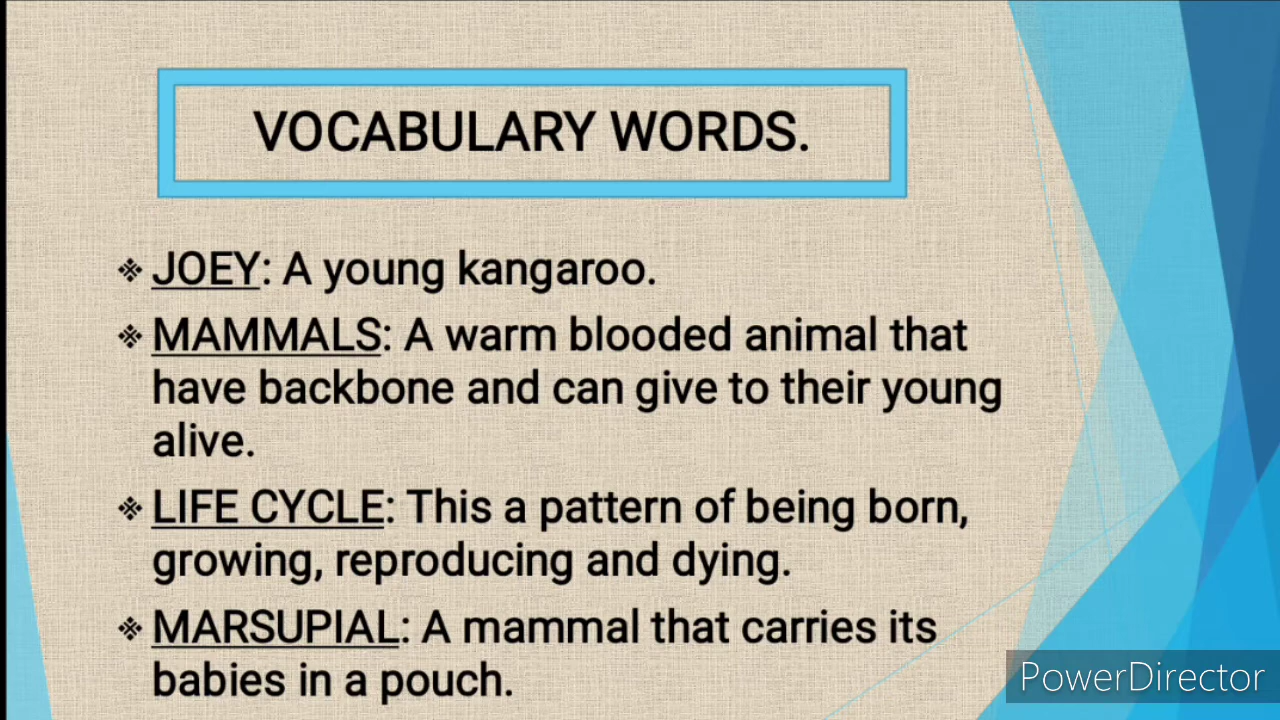 VOCABULARY WORDS.
❖ JOEY: A young kangaroo.
❖ MAMMALS: A warm blooded animal that
have backbone and can give to their young
alive.
❖ LIFE CYCLE: This a pattern of being born,
growing, reproducing and dying.
❖ MARSUPIAL: A mammal that carries its
babies in a pouch.
PowerDirector